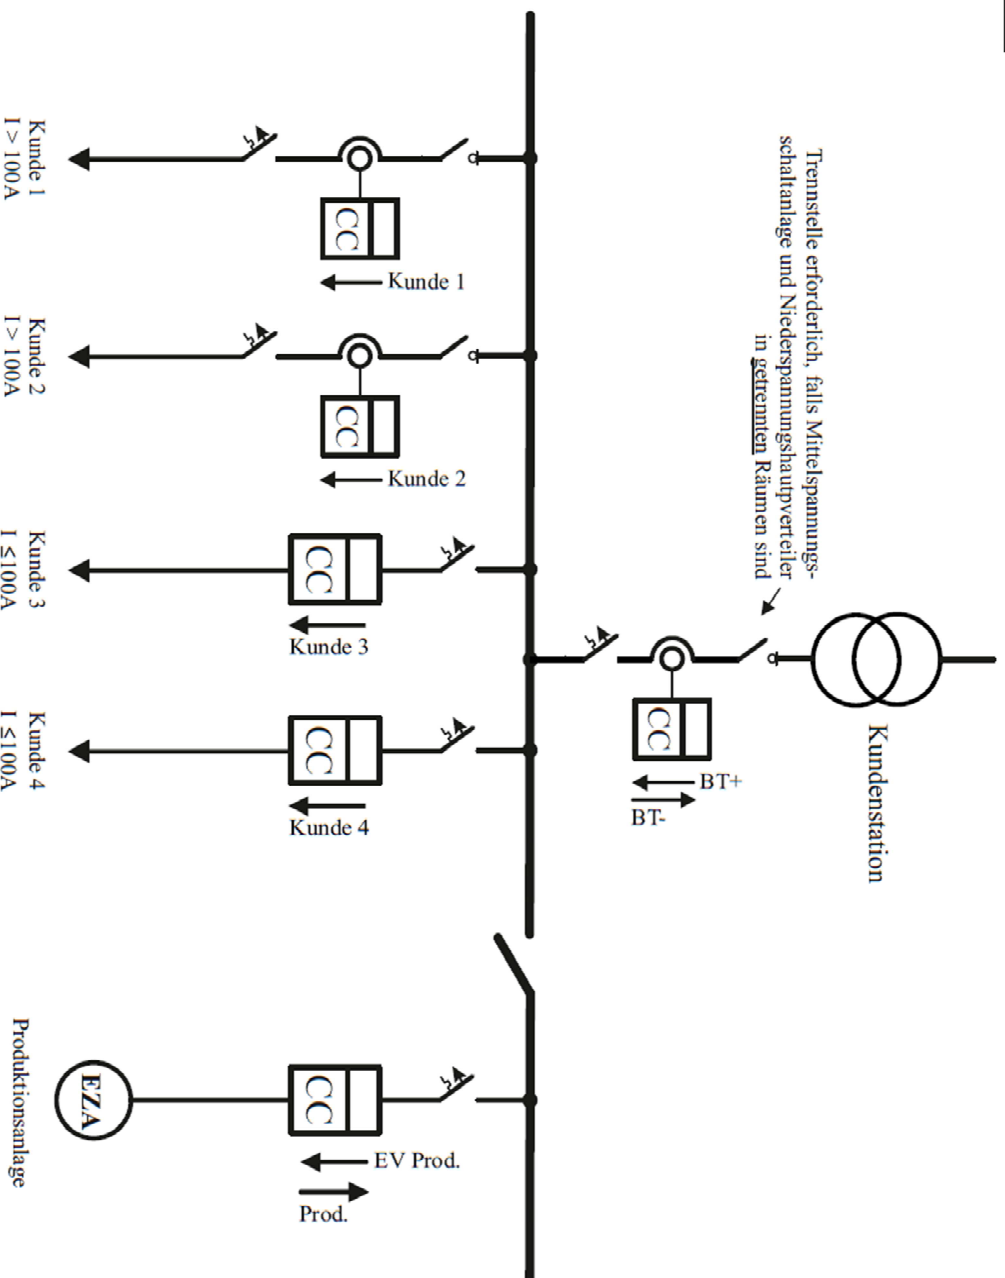 Kundenstation
Trennstelle erforderlich, falls Mittelspannungs-
schaltanlage und Niederspannungshautpverteiler
in getrennten Räumen sind
CC
BT+
BT-
CC
Kunde 1
CC
Kunde 2
CC
Kunde 3
CC
Kunde 4
CC
EV Prod.
Prod.
EZA
Kunde 1
I > 100A
Kunde 2
I > 100A
Kunde 3
I ≤100A
Kunde 4
I ≤100A
Produktionsanlage